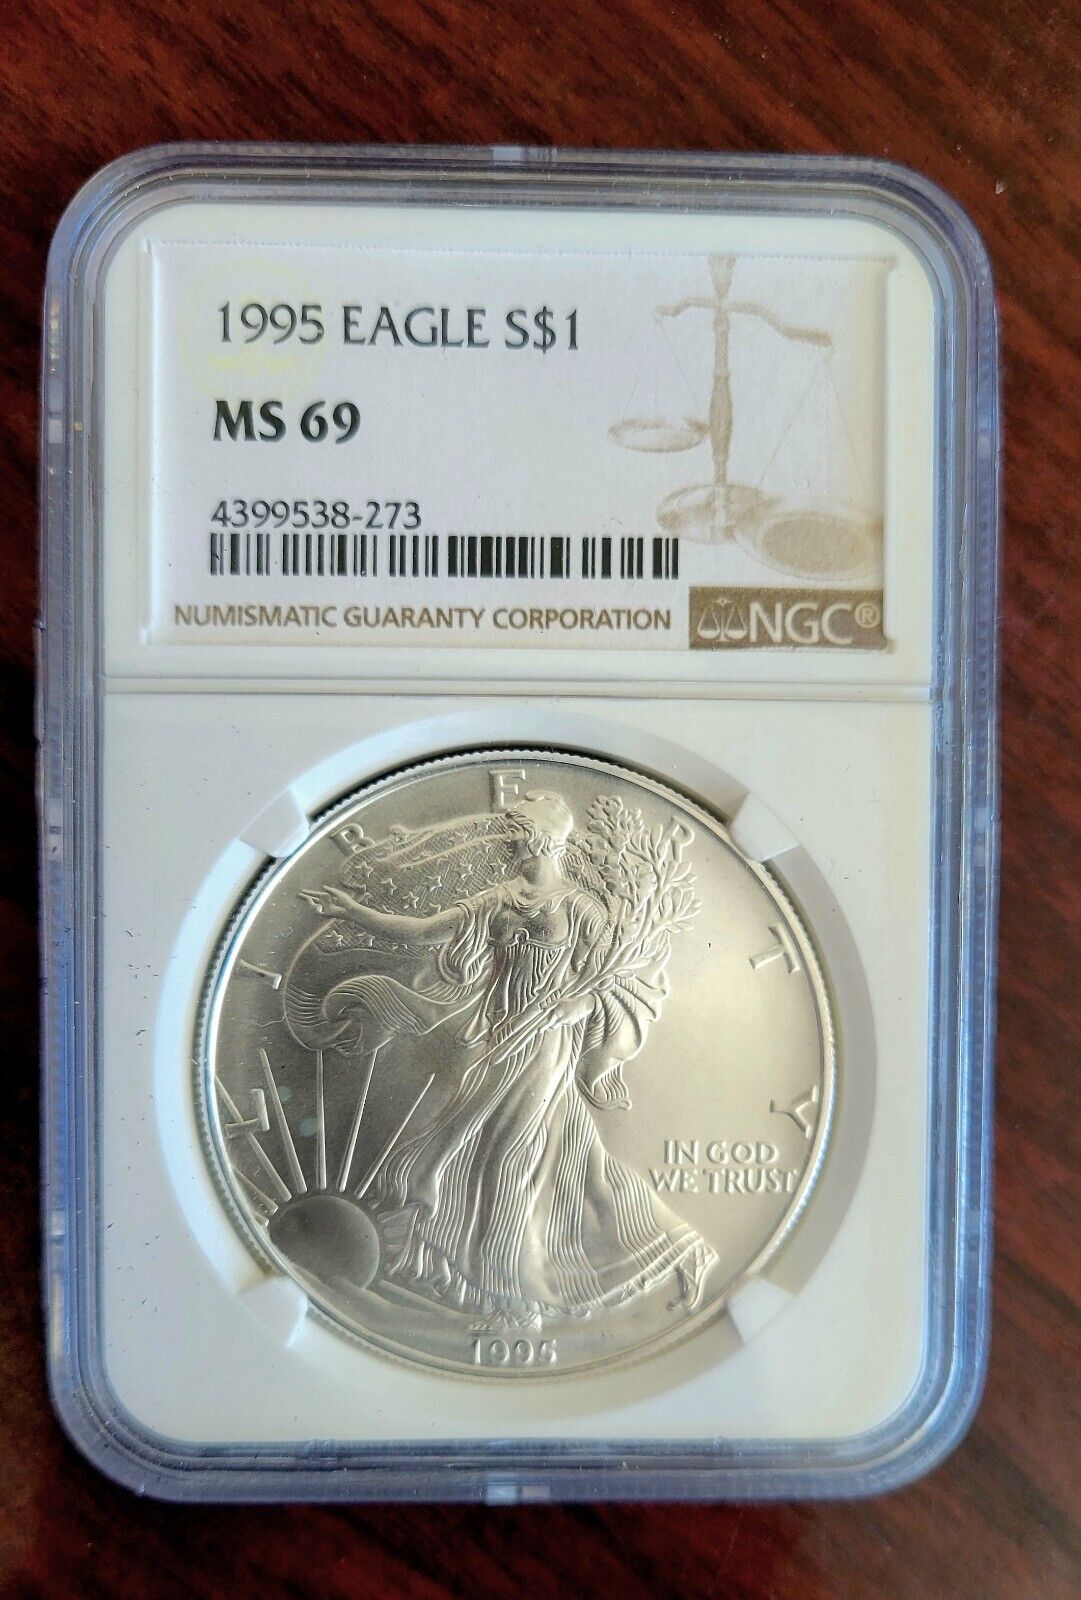 1995 EAGLE S$1
MS 69
4399538-273
NUMISMATIC GUARANTY CORPORATION
NGC®
LIBERTY
IN GOD
WE TRUST
1995